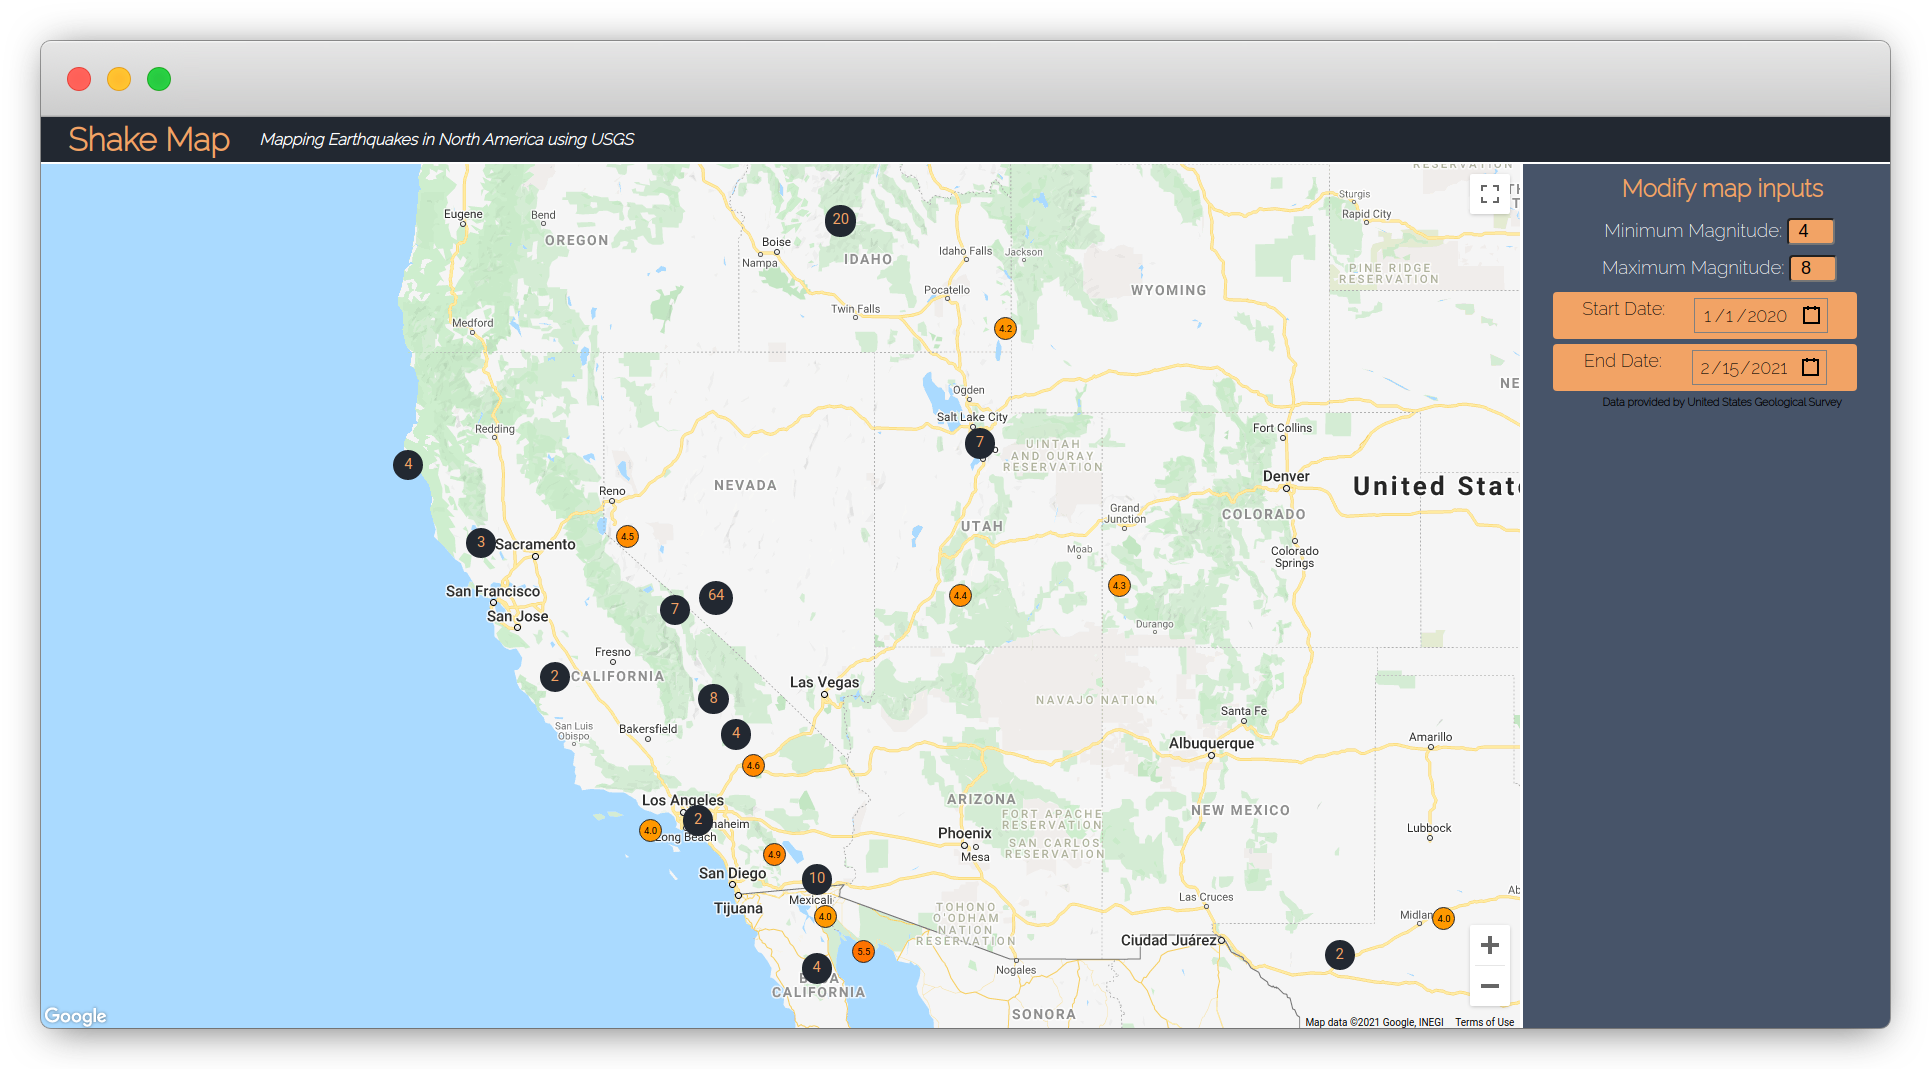 Shake Map
Mapping Earthquakes in North America using USGS
Modify map inputs
Minimum Magnitude: 4
Maximum Magnitude: 8
Start Date: 1/1/2020
End Date: 2/15/2021
Data provided by United States Geological Survey
RESERVATION
Sturgis
Rapid City
Eugene
Bend
OREGON
20
Boise
Nampa
IDAHO
Idaho Falls
Jackson
PINE RIDGE
RESERVATION
WYOMING
Pocatello
Twin Falls
Medford
4.2
NE
Ogden
Salt Lake City
7
Redding
Fort Collins
UINTAH
AND OURAY
RESERVATION
4
Denver
United State
NEVADA
Reno
Grand
Junction
COLORADO
UTAH
4.5
3
Sacramento
Moab
Colorado
Springs
San Francisco
4.4
4.3
7
64
San Jose
Durango
Fresno
2
CALIFORNIA
Las Vegas
8
NAVAJO NATION
Santa Fe
San Luis
Obispo
Bakersfield
4
Albuquerque
Amarillo
4.6
Los Angeles
ARIZONA
NEW MEXICO
2
naheim
4.0
Long Beach
FORT APACHE
RESERVATION
Phoenix
Mesa
SAN CARLOS
RESERVATION
Lubbock
4.9
San Diego
10
Mexicali
Tijuana
4.0
TOHONO
O'ODHAM
NATION
RESERVATION
Las Cruces
Ab
Midlan
4.0
Ciudad Juárez
5.5
2
4
Nogales
BAJA
CALIFORNIA
SONORA
Google
Map data ©2021 Google, INEGI
Terms of Use